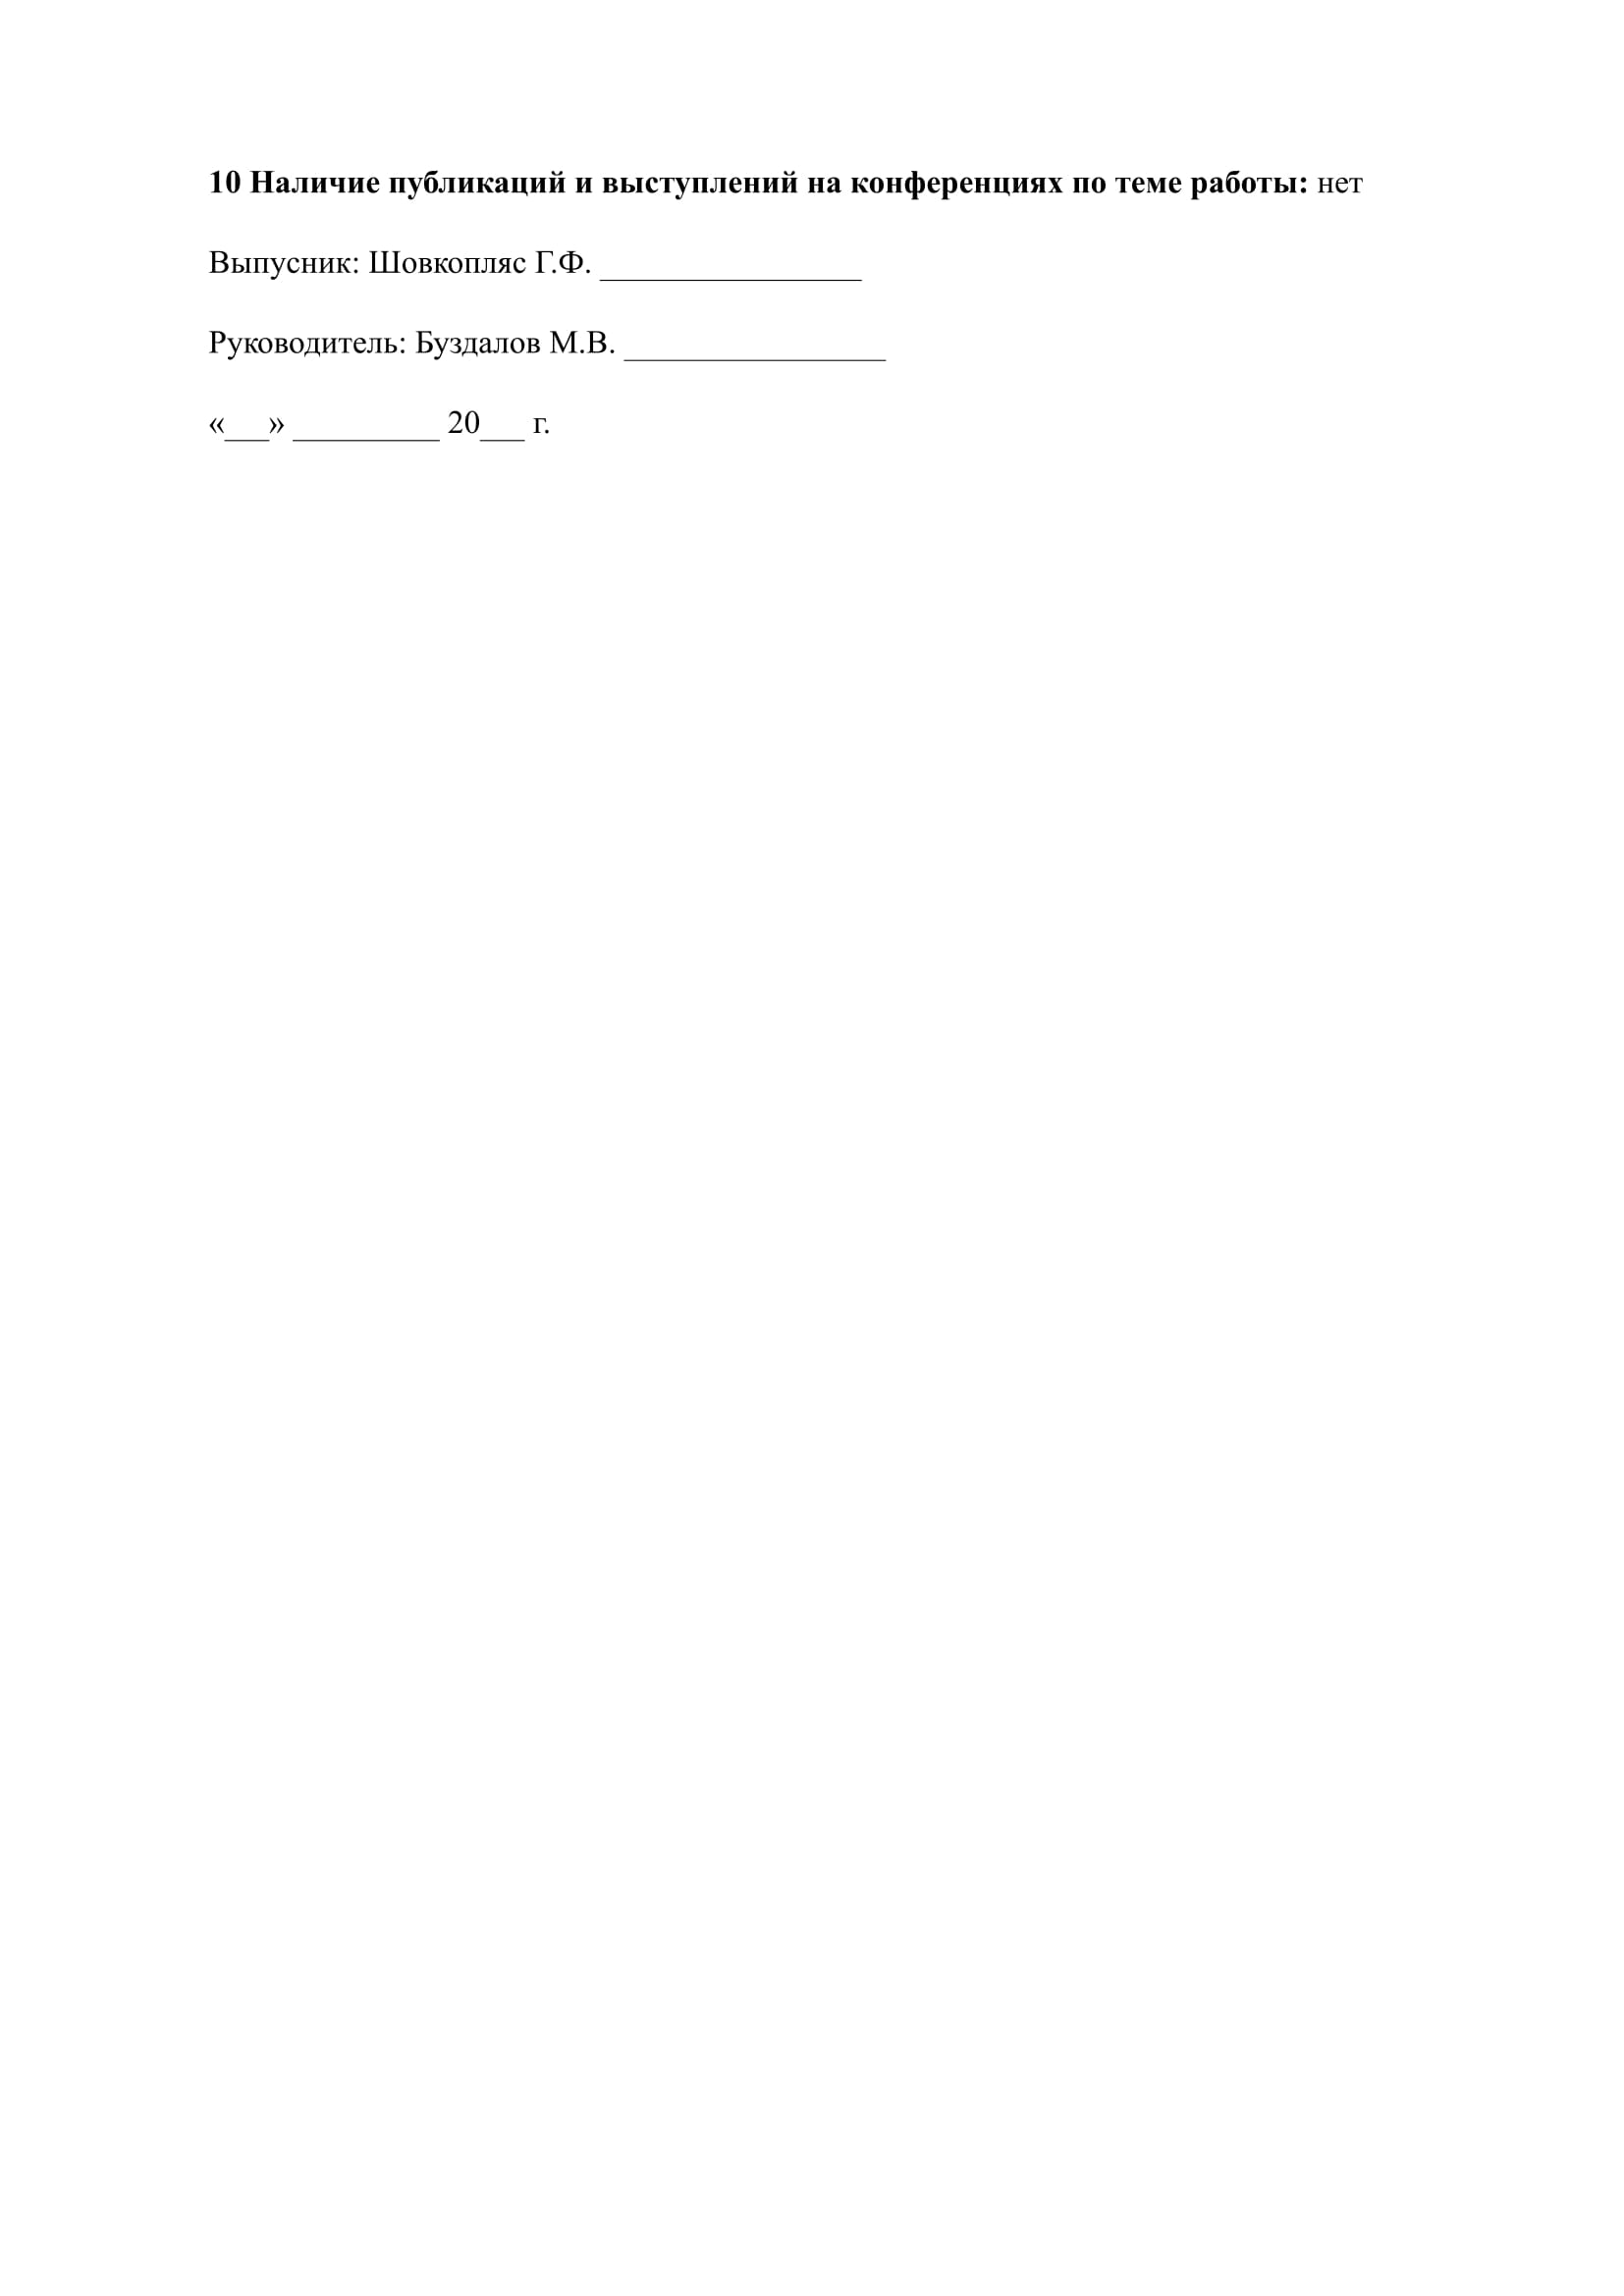 10 Наличие публикаций и выступлений на конференциях по теме работы: нет
Выпусник: Шовкопляс Г.Ф. ________________
Руководитель: Буздалов М.В. ________________
«___» _________ 20___ г.